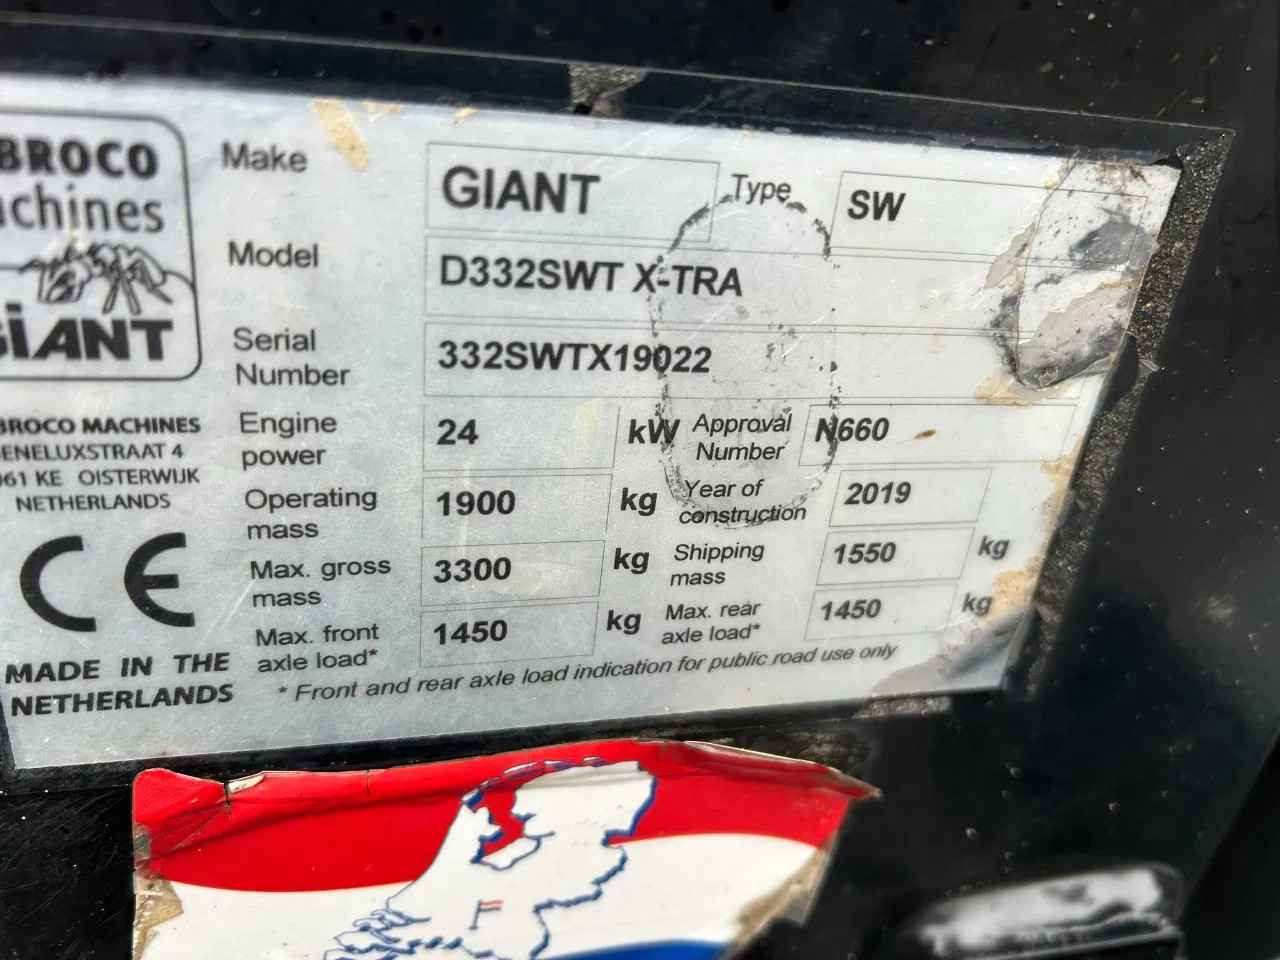 BROCO
chines
GiANT
BROCO MACHINES
ENELUXSTRAAT 4
061 KE OISTERWIJK
NETHERLANDS
CE
MADE IN THE
NETHERLANDS
Make GIANT Type SW
Model D332SWT X-TRA
Serial
Number 332SWTX19022
Engine
power 24 kW Approval
Number N660
Operating
mass 1900 kg Year of
construction 2019
Max. gross
mass 3300 kg Shipping
mass 1550 kg
Max. front
axle load* 1450 kg Max. rear
axle load* 1450 kg
* Front and rear axle load indication for public road use only